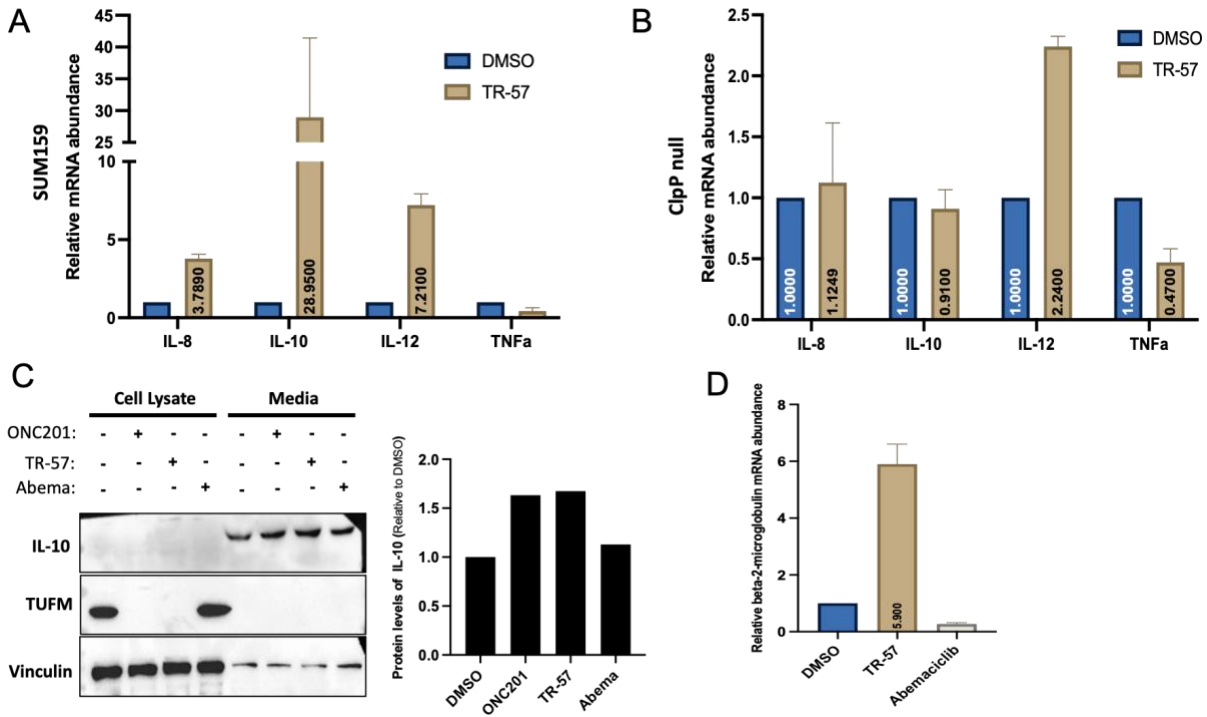 A
SUM159
Relative mRNA abundance
45
40
35
30
25
10
5
0
DMSO
TR-57
3.7890
28.9500
7.2100
IL-8
IL-10
IL-12
TNFa
B
ClpP null
Relative mRNA abundance
2.5
2.0
1.5
1.0
0.5
0.0
DMSO
TR-57
1.0000
1.1249
1.0000
0.9100
1.0000
2.2400
1.0000
0.4700
IL-8
IL-10
IL-12
TNFa
C
Cell Lysate Media
ONC201: - + - - - + - -
TR-57: - - + - - - + -
Abema: - - - + - - - +
IL-10
TUFM
Vinculin
Protein levels of IL-10 (Relative to DMSO)
2.0
1.5
1.0
0.5
0.0
DMSO
ONC201
TR-57
Abema
D
Relative beta-2-microglobulin mRNA abundance
8
6
4
2
0
5.900
DMSO
TR-57
Abemaciclib